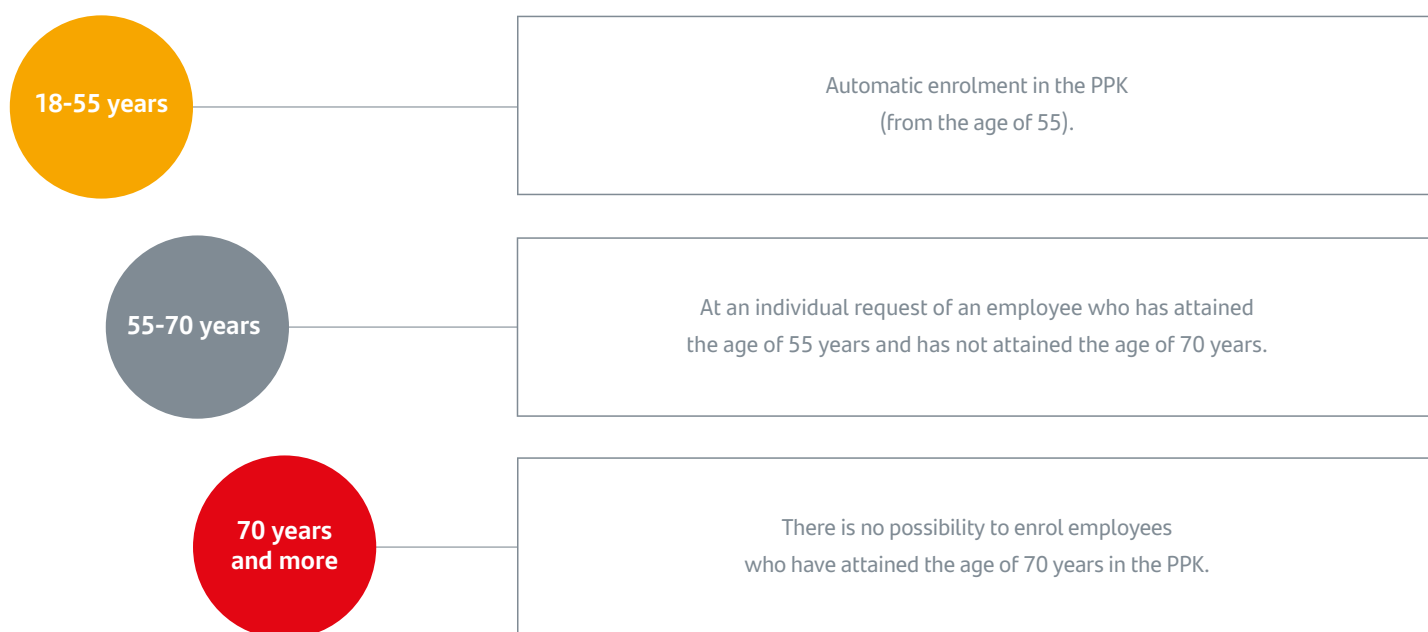 18-55 years
Automatic enrolment in the PPK
(from the age of 55).
55-70 years
At an individual request of an employee who has attained
the age of 55 years and has not attained the age of 70 years.
70 years
and more
There is no possibility to enrol employees
who have attained the age of 70 years in the PPK.